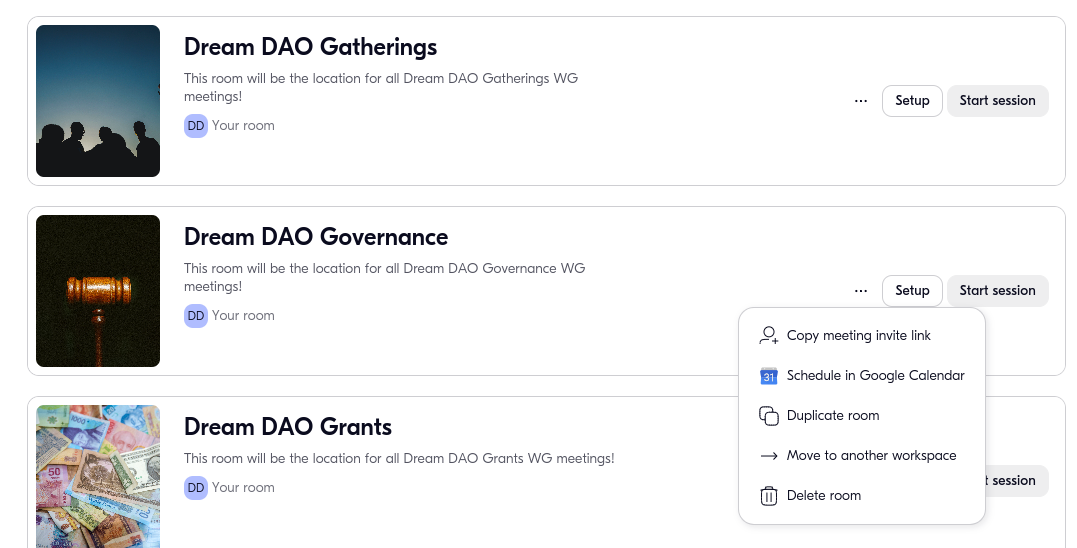 Dream DAO Gatherings
This room will be the location for all Dream DAO Gatherings WG
meetings!
DD Your room
··· Setup Start session
Dream DAO Governance
This room will be the location for all Dream DAO Governance WG
meetings!
DD Your room
··· Setup Start session
Copy meeting invite link
31 Schedule in Google Calendar
Duplicate room
Move to another workspace
Delete room
Dream DAO Grants
This room will be the location for all Dream DAO Grants WG meetings!
DD Your room
t session